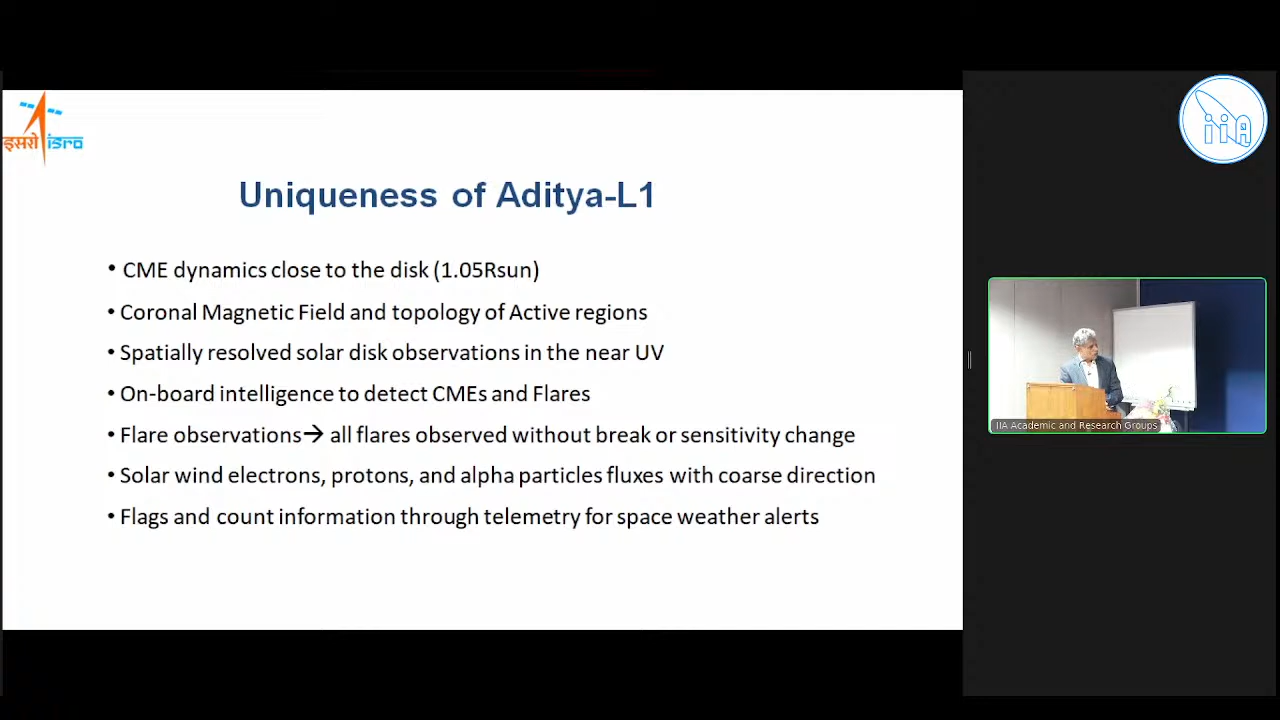 इसरो isro
iiA
Uniqueness of Aditya-L1
• CME dynamics close to the disk (1.05Rsun)
• Coronal Magnetic Field and topology of Active regions
• Spatially resolved solar disk observations in the near UV
• On-board intelligence to detect CMEs and Flares
• Flare observations→ all flares observed without break or sensitivity change
• Solar wind electrons, protons, and alpha particles fluxes with coarse direction
• Flags and count information through telemetry for space weather alerts
IIA Academic and Research Groups